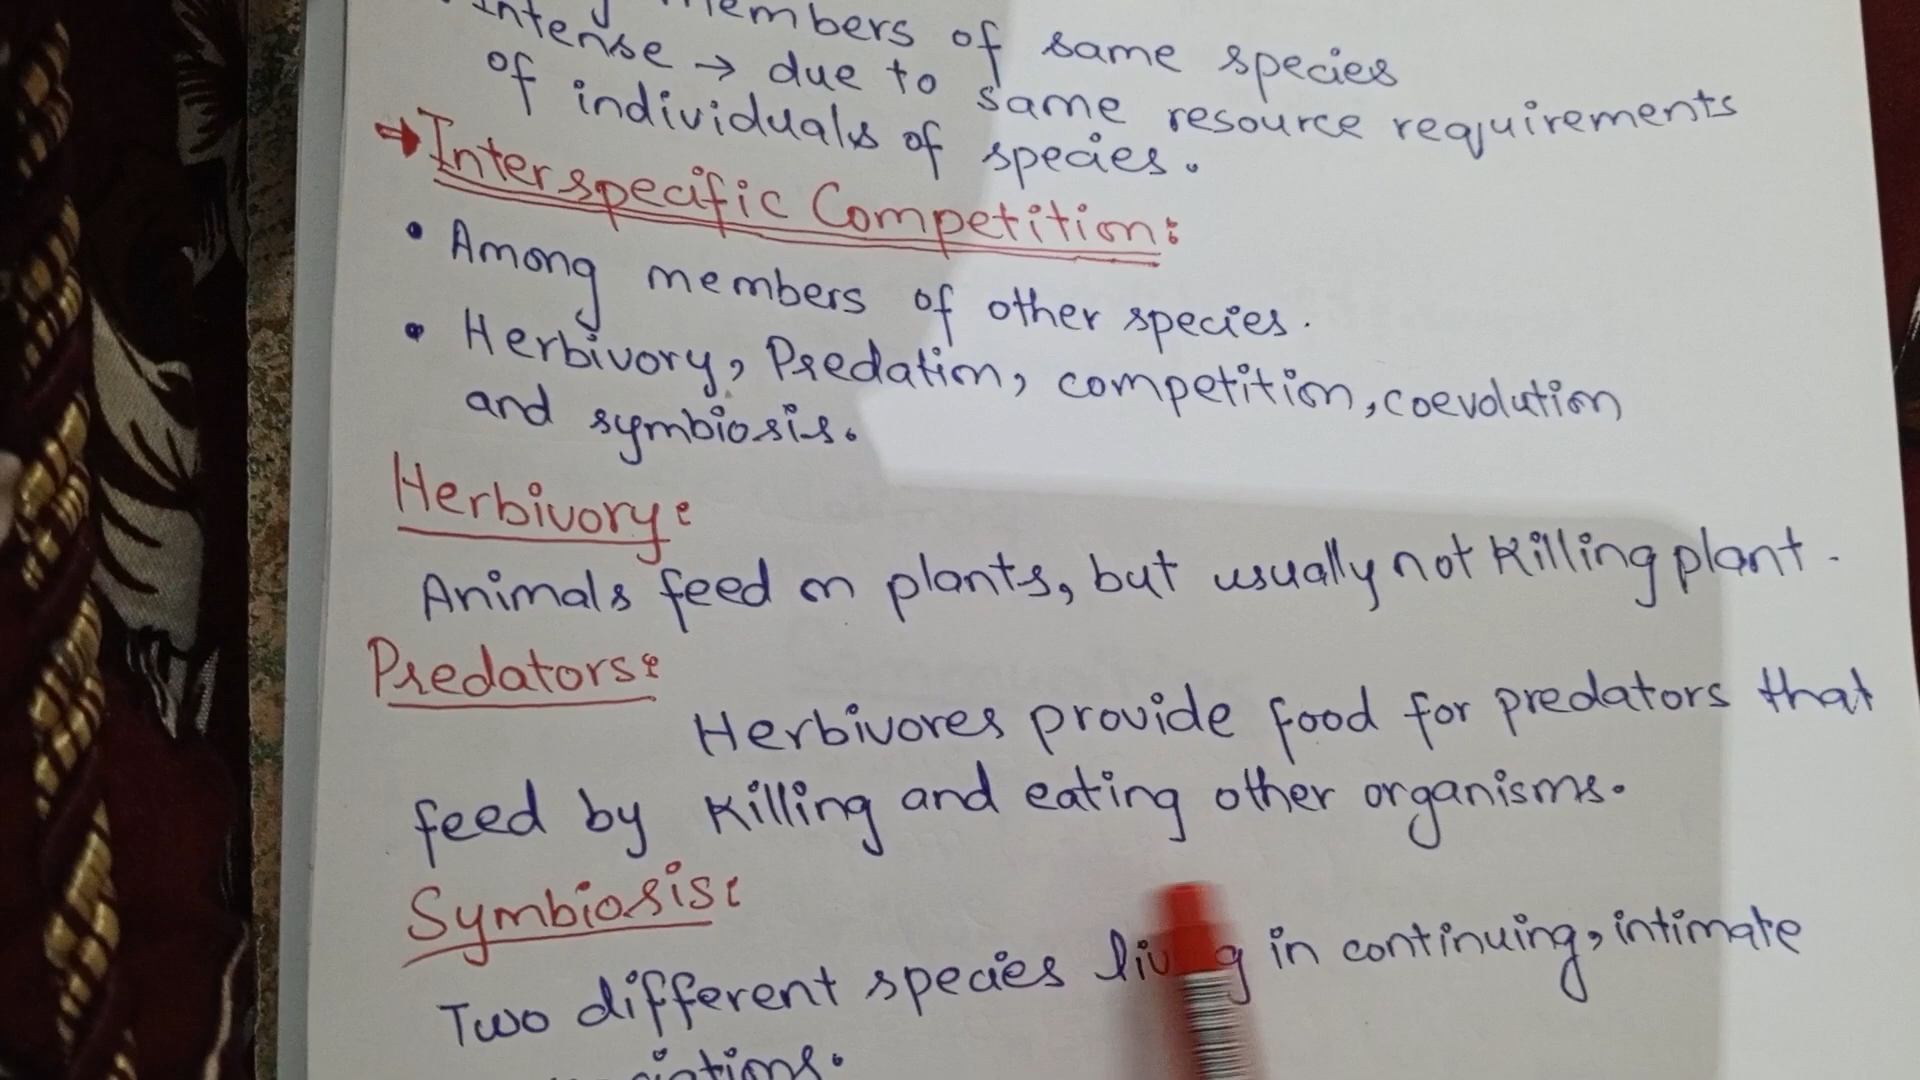 members of same species
Intense → due to same resource requirements
of individuals of species.
→ Interspecific Competition:
• Among members of other species.
• Herbivory, Predation, competition, coevolution
and symbiosis.
Herbivory:
Animals feed on plants, but usually not killing plant.
Predators:
Herbivores provide food for predators that
feed by killing and eating other organisms.
Symbiosis:
Two different species living in continuing, intimate